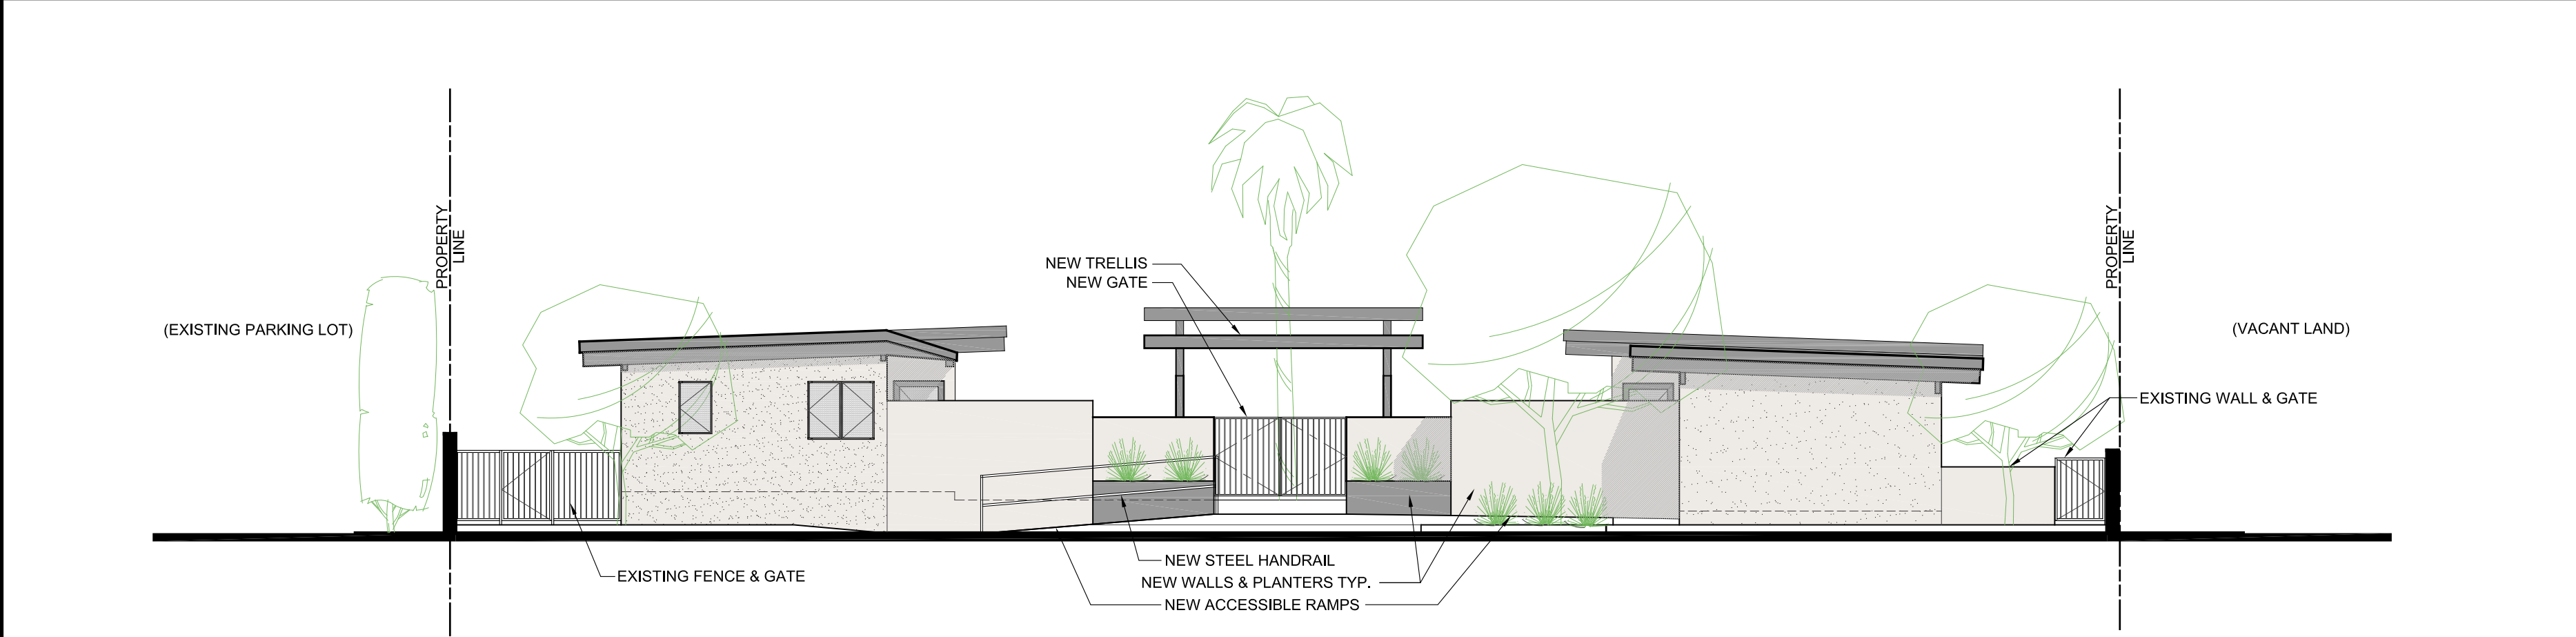 PROPERTY
LINE
PROPERTY
LINE
NEW TRELLIS
NEW GATE
(EXISTING PARKING LOT)
(VACANT LAND)
EXISTING WALL & GATE
NEW STEEL HANDRAIL
EXISTING FENCE & GATE
NEW WALLS & PLANTERS TYP.
NEW ACCESSIBLE RAMPS